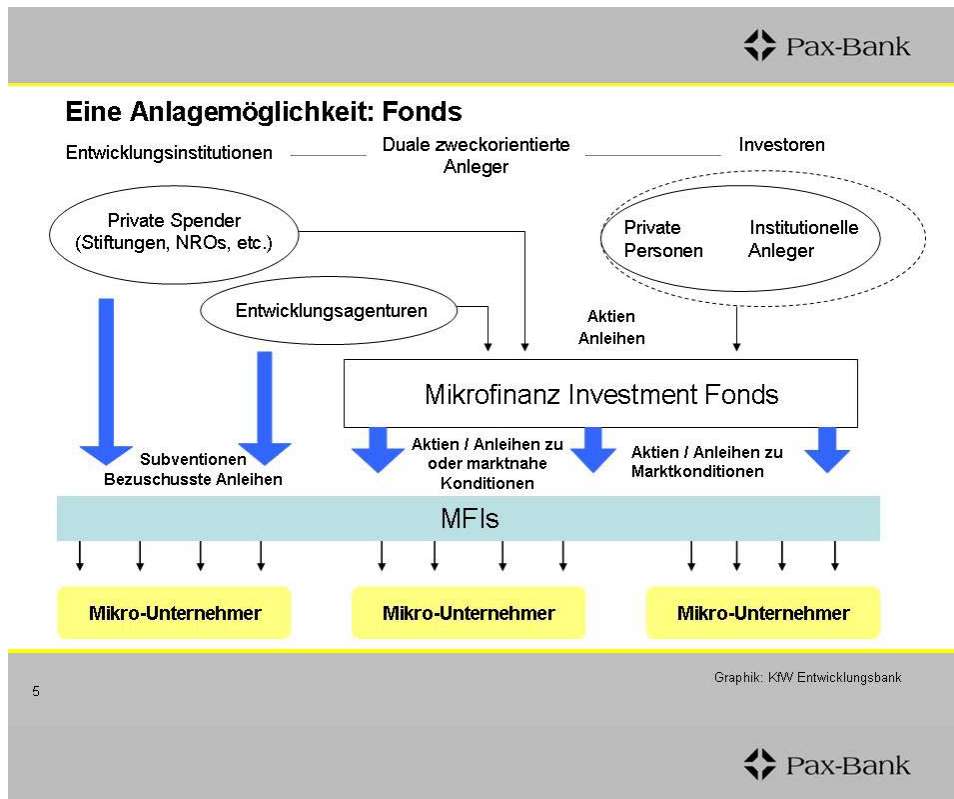 Pax-Bank
Eine Anlagemöglichkeit: Fonds
Entwicklungsinstitutionen
Duale zweckorientierte
Anleger
Investoren
Private Spender
(Stiftungen, NROs, etc.)
Private
Personen
Institutionelle
Anleger
Entwicklungsagenturen
Aktien
Anleihen
Mikrofinanz Investment Fonds
Subventionen
Bezuschusste Anleihen
Aktien / Anleihen zu
oder marktnahe
Konditionen
Aktien / Anleihen zu
Marktkonditionen
MFIs
Mikro-Unternehmer
Mikro-Unternehmer
Mikro-Unternehmer
Graphik: KfW Entwicklungsbank
5
Pax-Bank